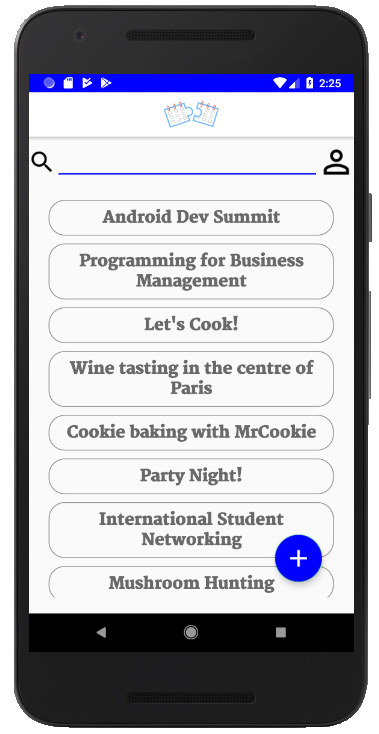 2:25
Android Dev Summit
Programming for Business
Management
Let's Cook!
Wine tasting in the centre of
Paris
Cookie baking with MrCookie
Party Night!
International Student
Networking
Mushroom Hunting